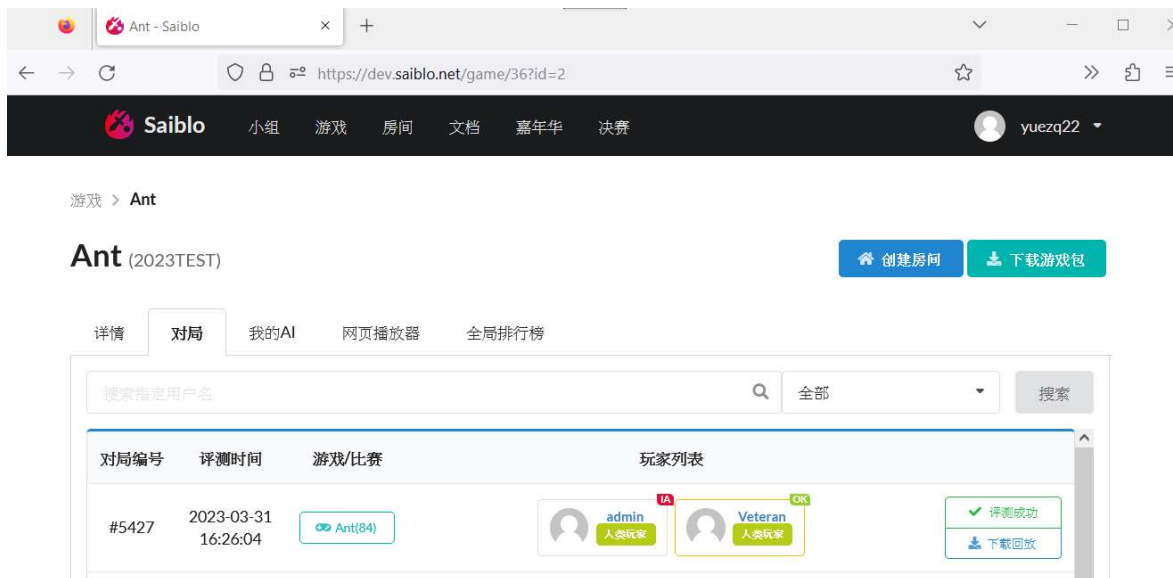 Ant - Saiblo
https://dev.saiblo.net/game/36?id=2
Saiblo 小组 游戏 房间 文档 嘉年华 决赛 yuezq22
游戏 > Ant
Ant (2023TEST) 创建房间 下载游戏包
详情 对局 我的AI 网页播放器 全局排行榜
搜索指定用户名 全部 搜索
对局编号 评测时间 游戏/比赛 玩家列表
#5427 2023-03-31 16:26:04 Ant(84) admin 人类玩家 IA Veteran 人类玩家 OK 评测成功
下载回放